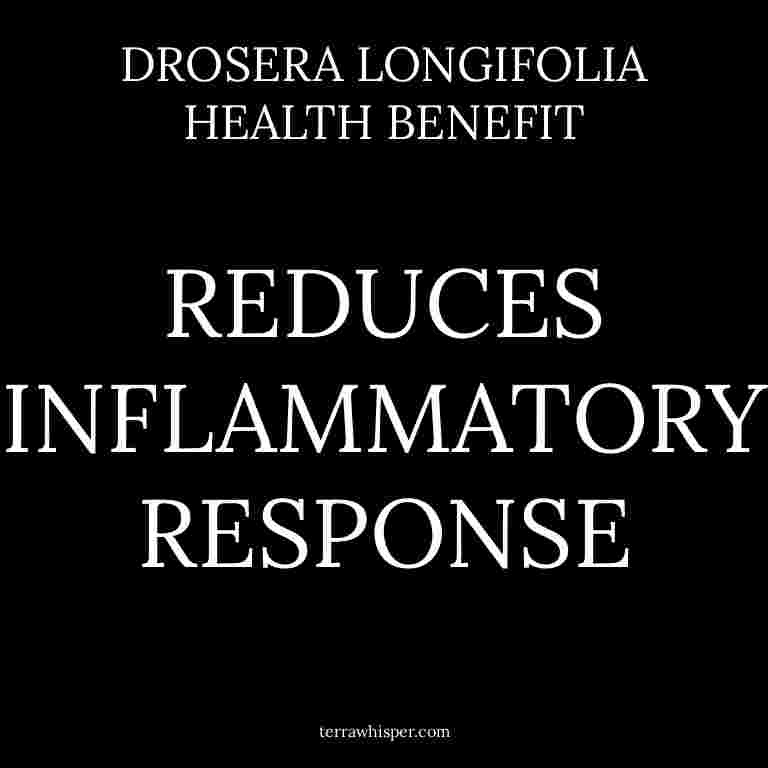 DROSERA LONGIFOLIA
HEALTH BENEFIT
REDUCES
INFLAMMATORY
RESPONSE
terrawhisper.com